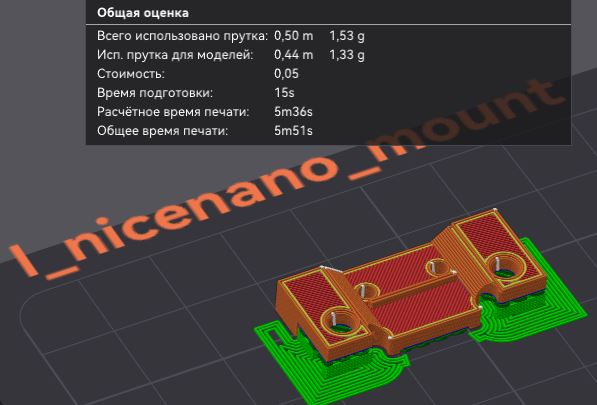 Общая оценка
Всего использовано прутка: 0,50 m 1,53 g
Исп. прутка для моделей: 0,44 m 1,33 g
Стоимость: 0,05
Время подготовки: 15s
Расчётное время печати: 5m36s
Общее время печати: 5m51s
l_nicenano_mount